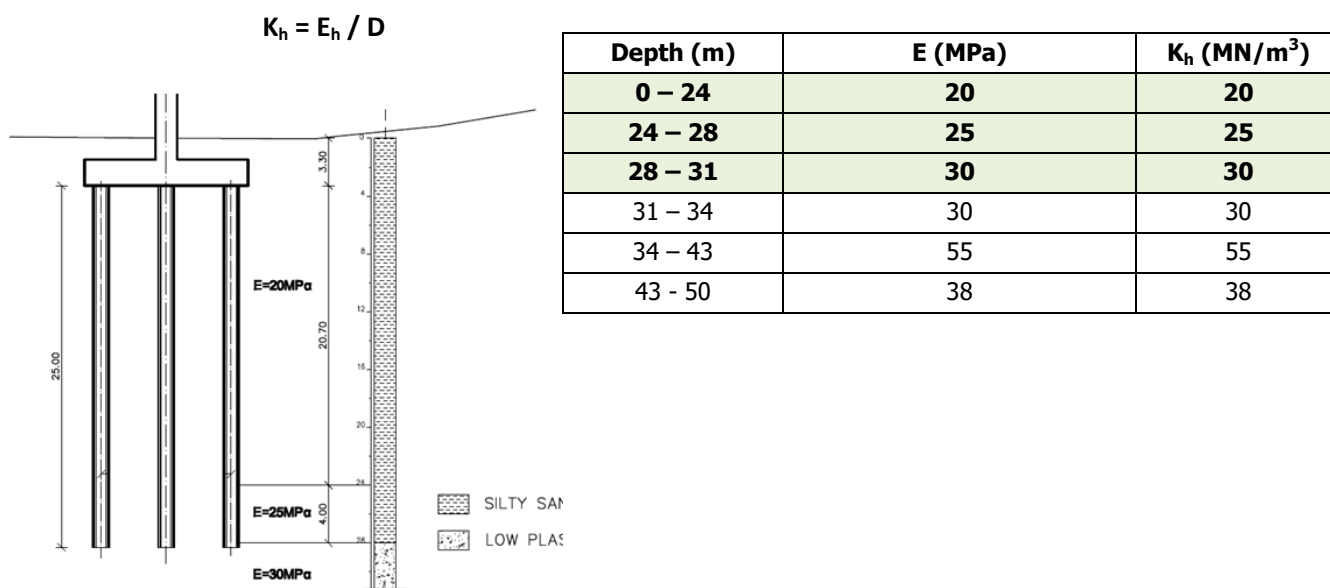 Kₕ = Eₕ / D
Depth (m) E (MPa) Kₕ (MN/m³)
0 – 24 20 20
24 – 28 25 25
28 – 31 30 30
31 – 34 30 30
34 – 43 55 55
43 - 50 38 38
0
3.30
4
8
E=20MPa
12
20.70
16
25.00
20
24
E=25MPa
4.00
28
E=30MPa
SILTY SAN
LOW PLAS